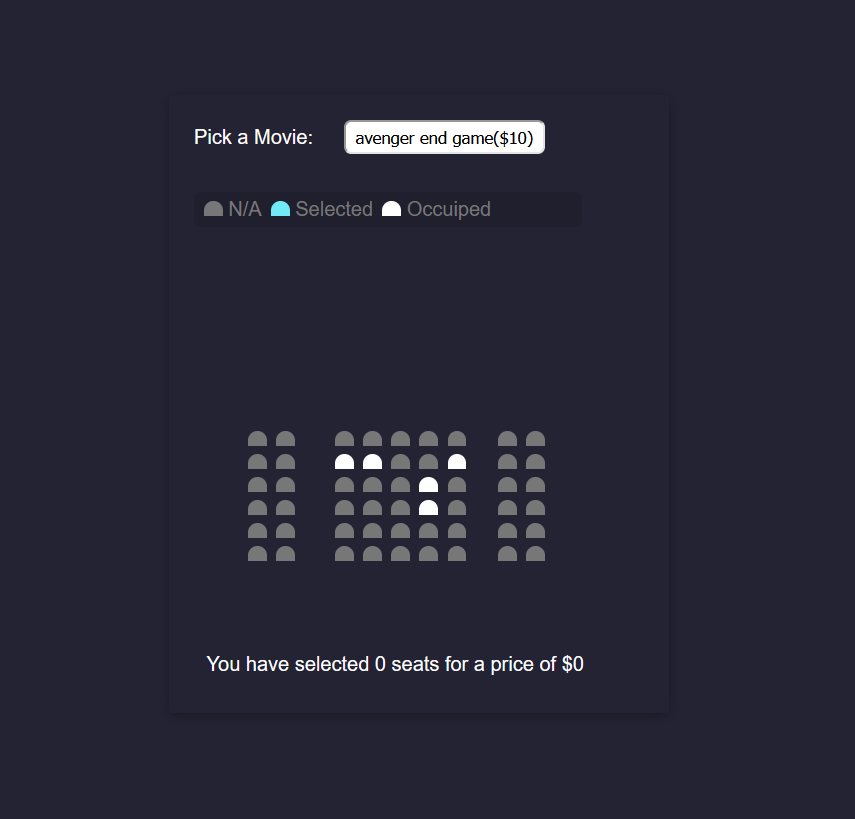 Pick a Movie: avenger end game($10)
N/A Selected Occuiped
You have selected 0 seats for a price of $0